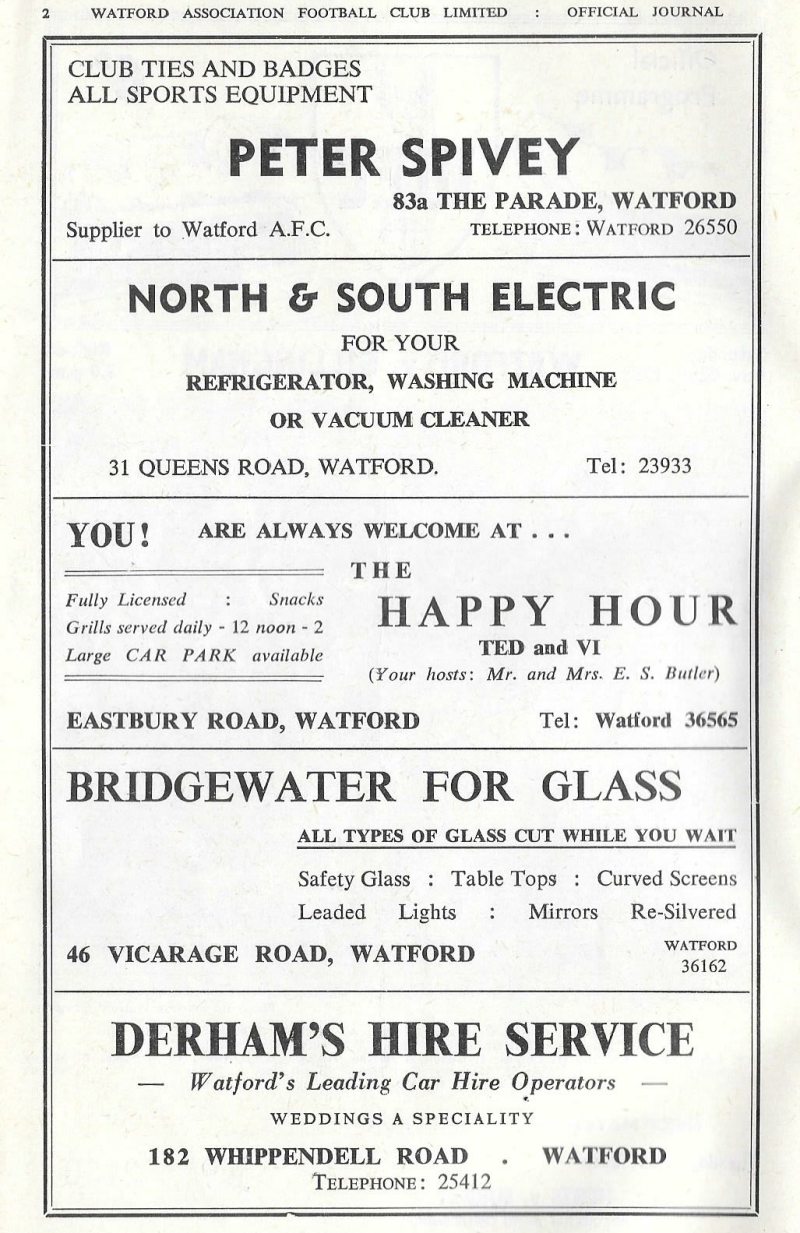 2 WATFORD ASSOCIATION FOOTBALL CLUB LIMITED : OFFICIAL JOURNAL
CLUB TIES AND BADGES
ALL SPORTS EQUIPMENT
PETER SPIVEY
83a THE PARADE, WATFORD
Supplier to Watford A.F.C. TELEPHONE: WATFORD 26550
NORTH & SOUTH ELECTRIC
FOR YOUR
REFRIGERATOR, WASHING MACHINE
OR VACUUM CLEANER
31 QUEENS ROAD, WATFORD. Tel: 23933
YOU! ARE ALWAYS WELCOME AT . . .
THE
HAPPY HOUR
Fully Licensed : Snacks
Grills served daily - 12 noon - 2
Large CAR PARK available
TED and VI
(Your hosts: Mr. and Mrs. E. S. Butler)
EASTBURY ROAD, WATFORD Tel: Watford 36565
BRIDGEWATER FOR GLASS
ALL TYPES OF GLASS CUT WHILE YOU WAIT
Safety Glass : Table Tops : Curved Screens
Leaded Lights : Mirrors Re-Silvered
46 VICARAGE ROAD, WATFORD WATFORD
36162
DERHAM'S HIRE SERVICE
— Watford's Leading Car Hire Operators —
WEDDINGS A SPECIALITY
182 WHIPPENDELL ROAD . WATFORD
TELEPHONE: 25412